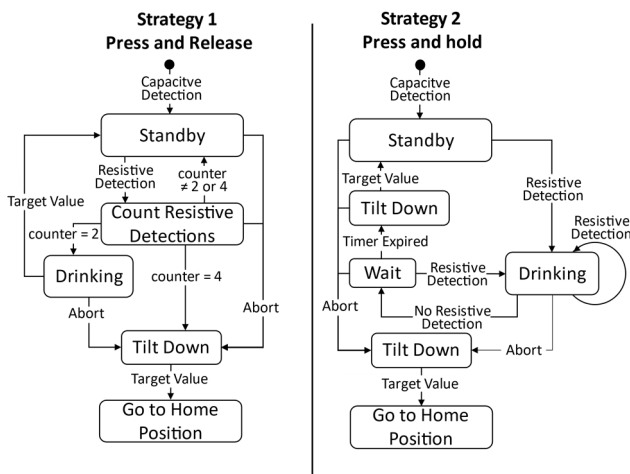 Strategy 1
Press and Release
Capacitve
Detection
Standby
Resistive
Detection
counter
≠ 2 or 4
Target Value
Count Resistive
Detections
counter = 2
Drinking
counter = 4
Abort
Abort
Tilt Down
Target Value
Go to Home
Position
Strategy 2
Press and hold
Capacitve
Detection
Standby
Target Value
Resistive
Detection
Tilt Down
Resistive
Detection
Timer Expired
Wait
Resistive
Detection
Drinking
Abort
No Resistive
Detection
Tilt Down
Abort
Target Value
Go to Home
Position